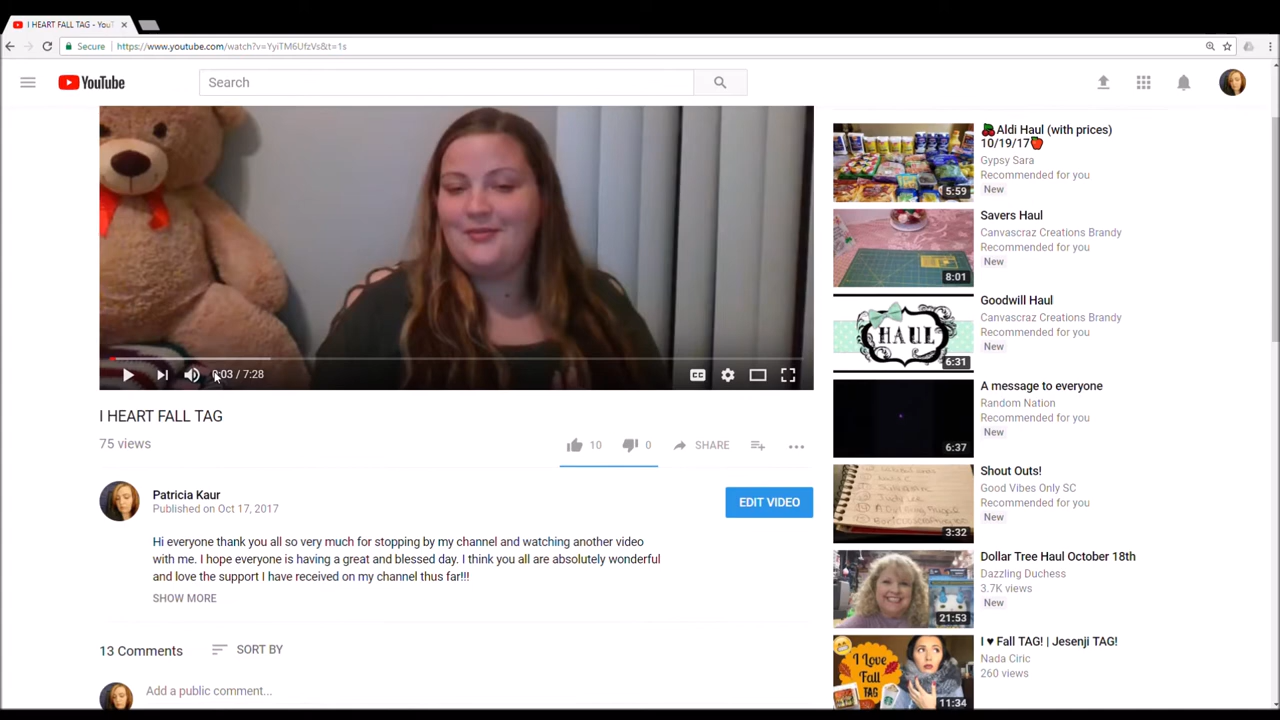 I HEART FALL TAG - YouT
Secure https://www.youtube.com/watch?v=YyiTM6UfzVs&t=1s
YouTube
Search
0:03 / 7:28
CC
I HEART FALL TAG
75 views
10
0
SHARE
Patricia Kaur
Published on Oct 17, 2017
EDIT VIDEO
Hi everyone thank you all so very much for stopping by my channel and watching another video
with me. I hope everyone is having a great and blessed day. I think you all are absolutely wonderful
and love the support I have received on my channel thus far!!!
SHOW MORE
13 Comments
SORT BY
Add a public comment...
5:59
🍒Aldi Haul (with prices)
10/19/17🍎
Gypsy Sara
Recommended for you
New
8:01
Savers Haul
Canvascraz Creations Brandy
Recommended for you
New
HAUL
6:31
Goodwill Haul
Canvascraz Creations Brandy
Recommended for you
New
6:37
A message to everyone
Random Nation
Recommended for you
New
3:32
Shout Outs!
Good Vibes Only SC
Recommended for you
New
21:53
Dollar Tree Haul October 18th
Dazzling Duchess
3.7K views
New
I Love
Fall
TAG
11:34
I ♥ Fall TAG! | Jesenji TAG!
Nada Ciric
260 views